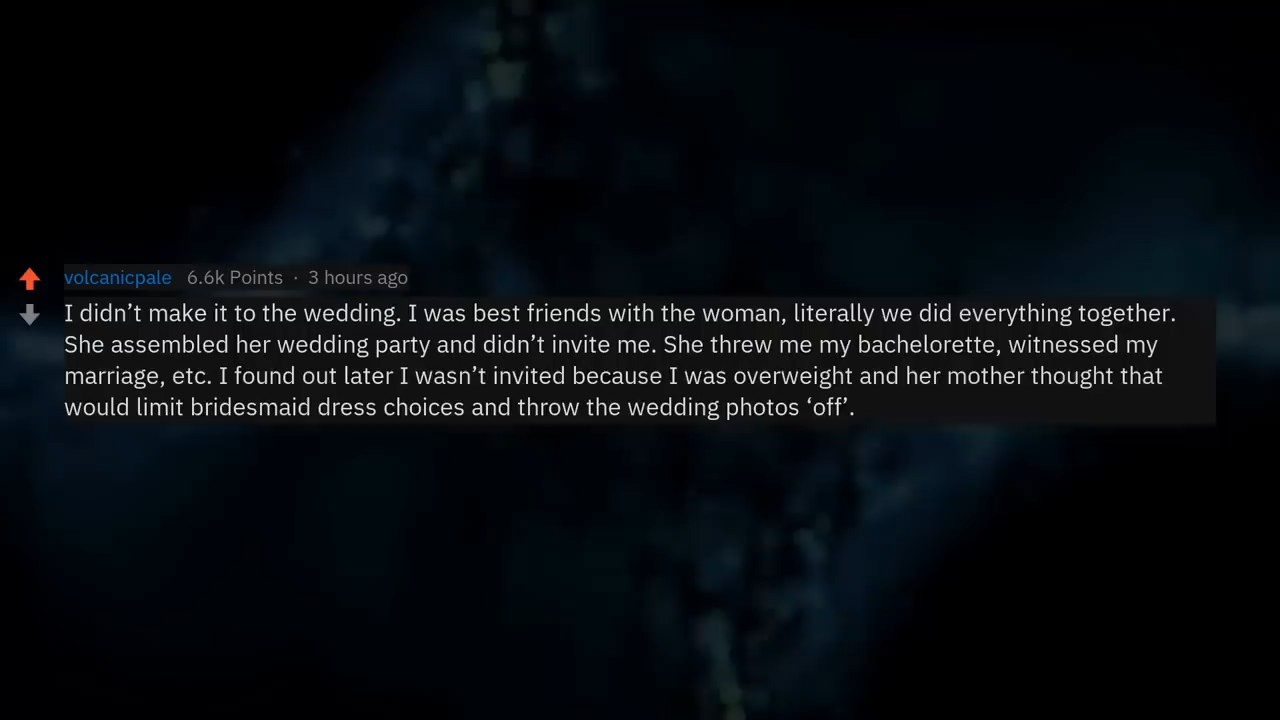 volcanicpale 6.6k Points · 3 hours ago
I didn’t make it to the wedding. I was best friends with the woman, literally we did everything together.
She assembled her wedding party and didn’t invite me. She threw me my bachelorette, witnessed my
marriage, etc. I found out later I wasn’t invited because I was overweight and her mother thought that
would limit bridesmaid dress choices and throw the wedding photos ‘off’.